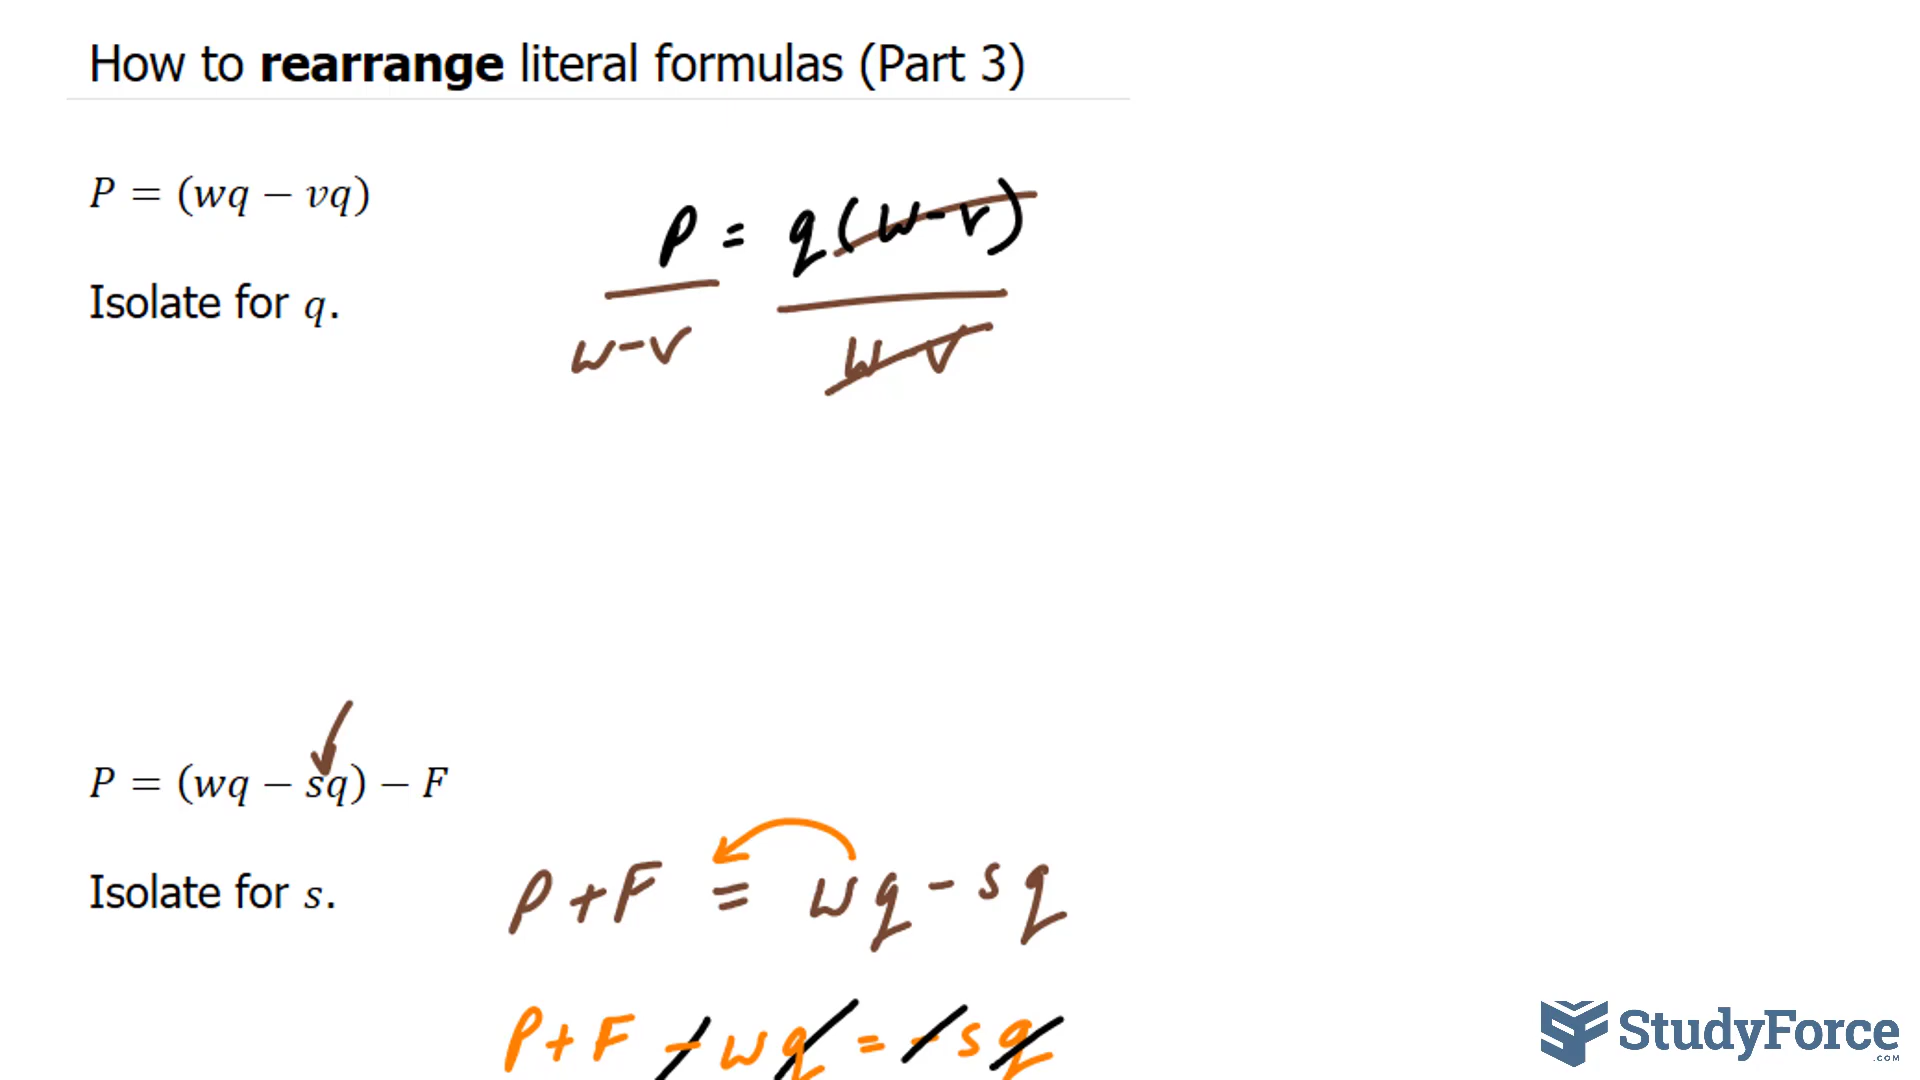 How to rearrange literal formulas (Part 3)
P = (wq − vq)
Isolate for q.
P = q(w-v)
w-v w-v
P = (wq − sq) − F
Isolate for s.
P+F = wq - sq
P+F - wq = - sq
StudyForce
.COM